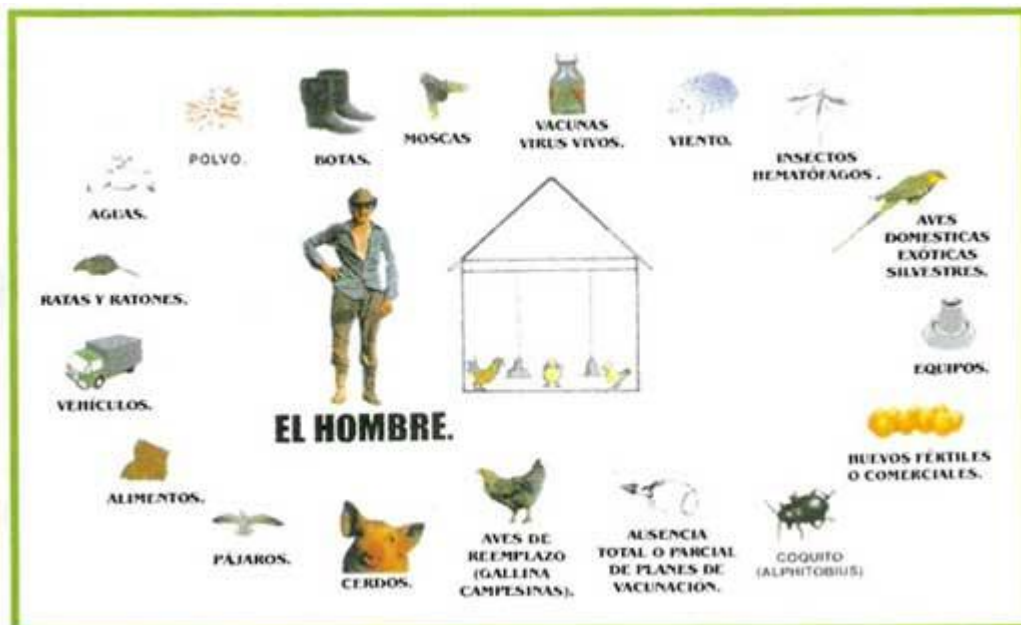 POLVO.
BOTAS.
MOSCAS
VACUNAS
VIRUS VIVOS.
VIENTO.
INSECTOS
HEMATÓFAGOS .
AGUAS.
AVES
DOMESTICAS
EXÓTICAS
SILVESTRES.
RATAS Y RATONES.
EQUIPOS.
VEHÍCULOS.
EL HOMBRE.
HUEVOS FÉRTILES
O COMERCIALES.
ALIMENTOS.
PÁJAROS.
CERDOS.
AVES DE
REEMPLAZO
(GALLINA
CAMPESINAS).
AUSENCIA
TOTAL O PARCIAL
DE PLANES DE
VACUNACION.
COQUITO
(ALPHITOBIUS)